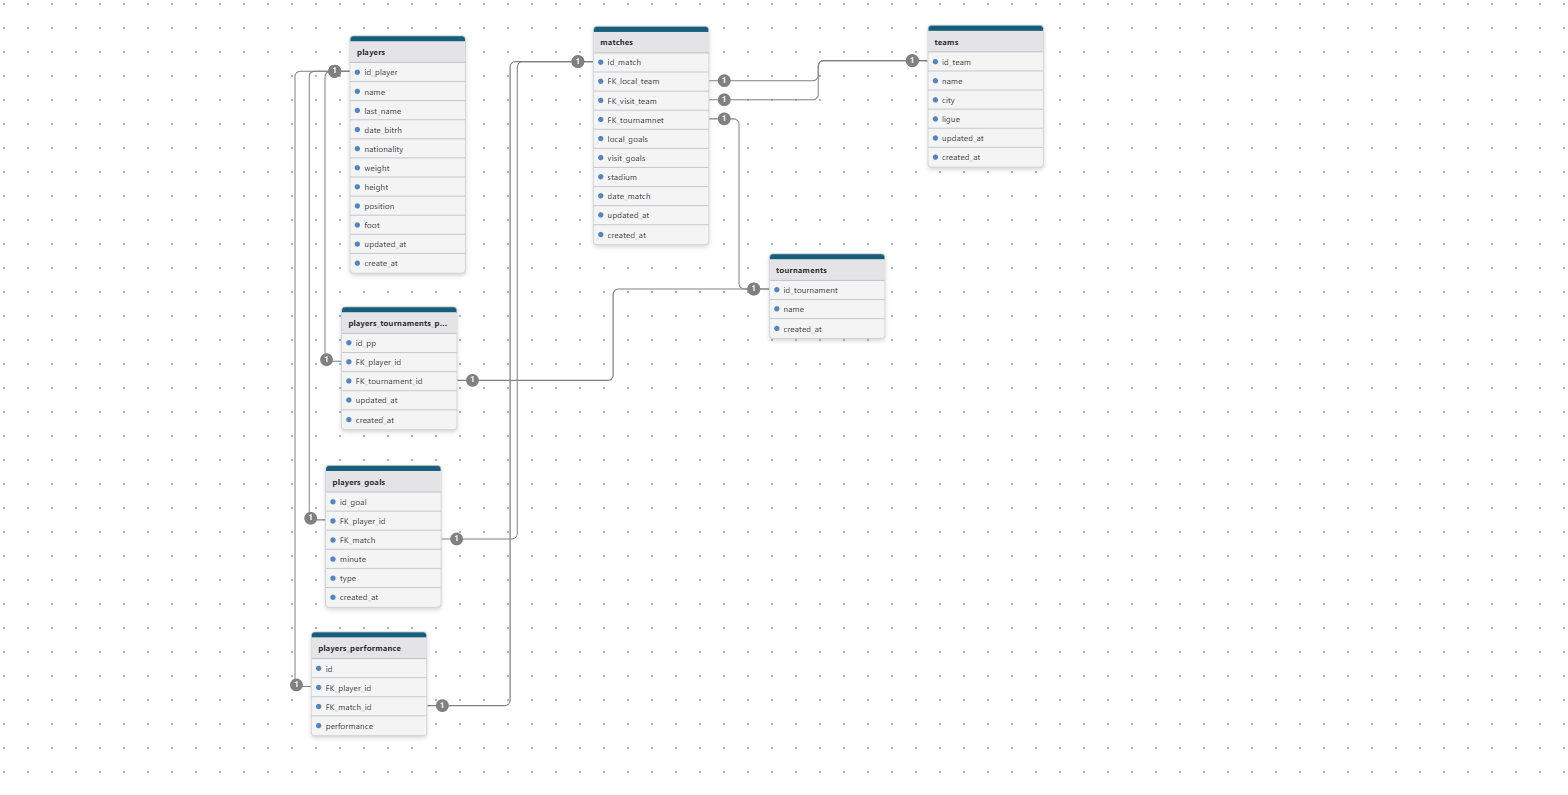 players
id_player
name
last_name
date_bitrh
nationality
weight
height
position
foot
updated_at
create_at
1
matches
id_match
FK_local_team
FK_visit_team
FK_tournamnet
local_goals
visit_goals
stadium
date_match
updated_at
created_at
1
1
1
1
teams
id_team
name
city
ligue
updated_at
created_at
1
tournaments
id_tournament
name
created_at
1
players_tournaments_p...
id_pp
FK_player_id
FK_tournament_id
updated_at
created_at
1
1
players_goals
id_goal
FK_player_id
FK_match
minute
type
created_at
1
1
players_performance
id
FK_player_id
FK_match_id
performance
1
1